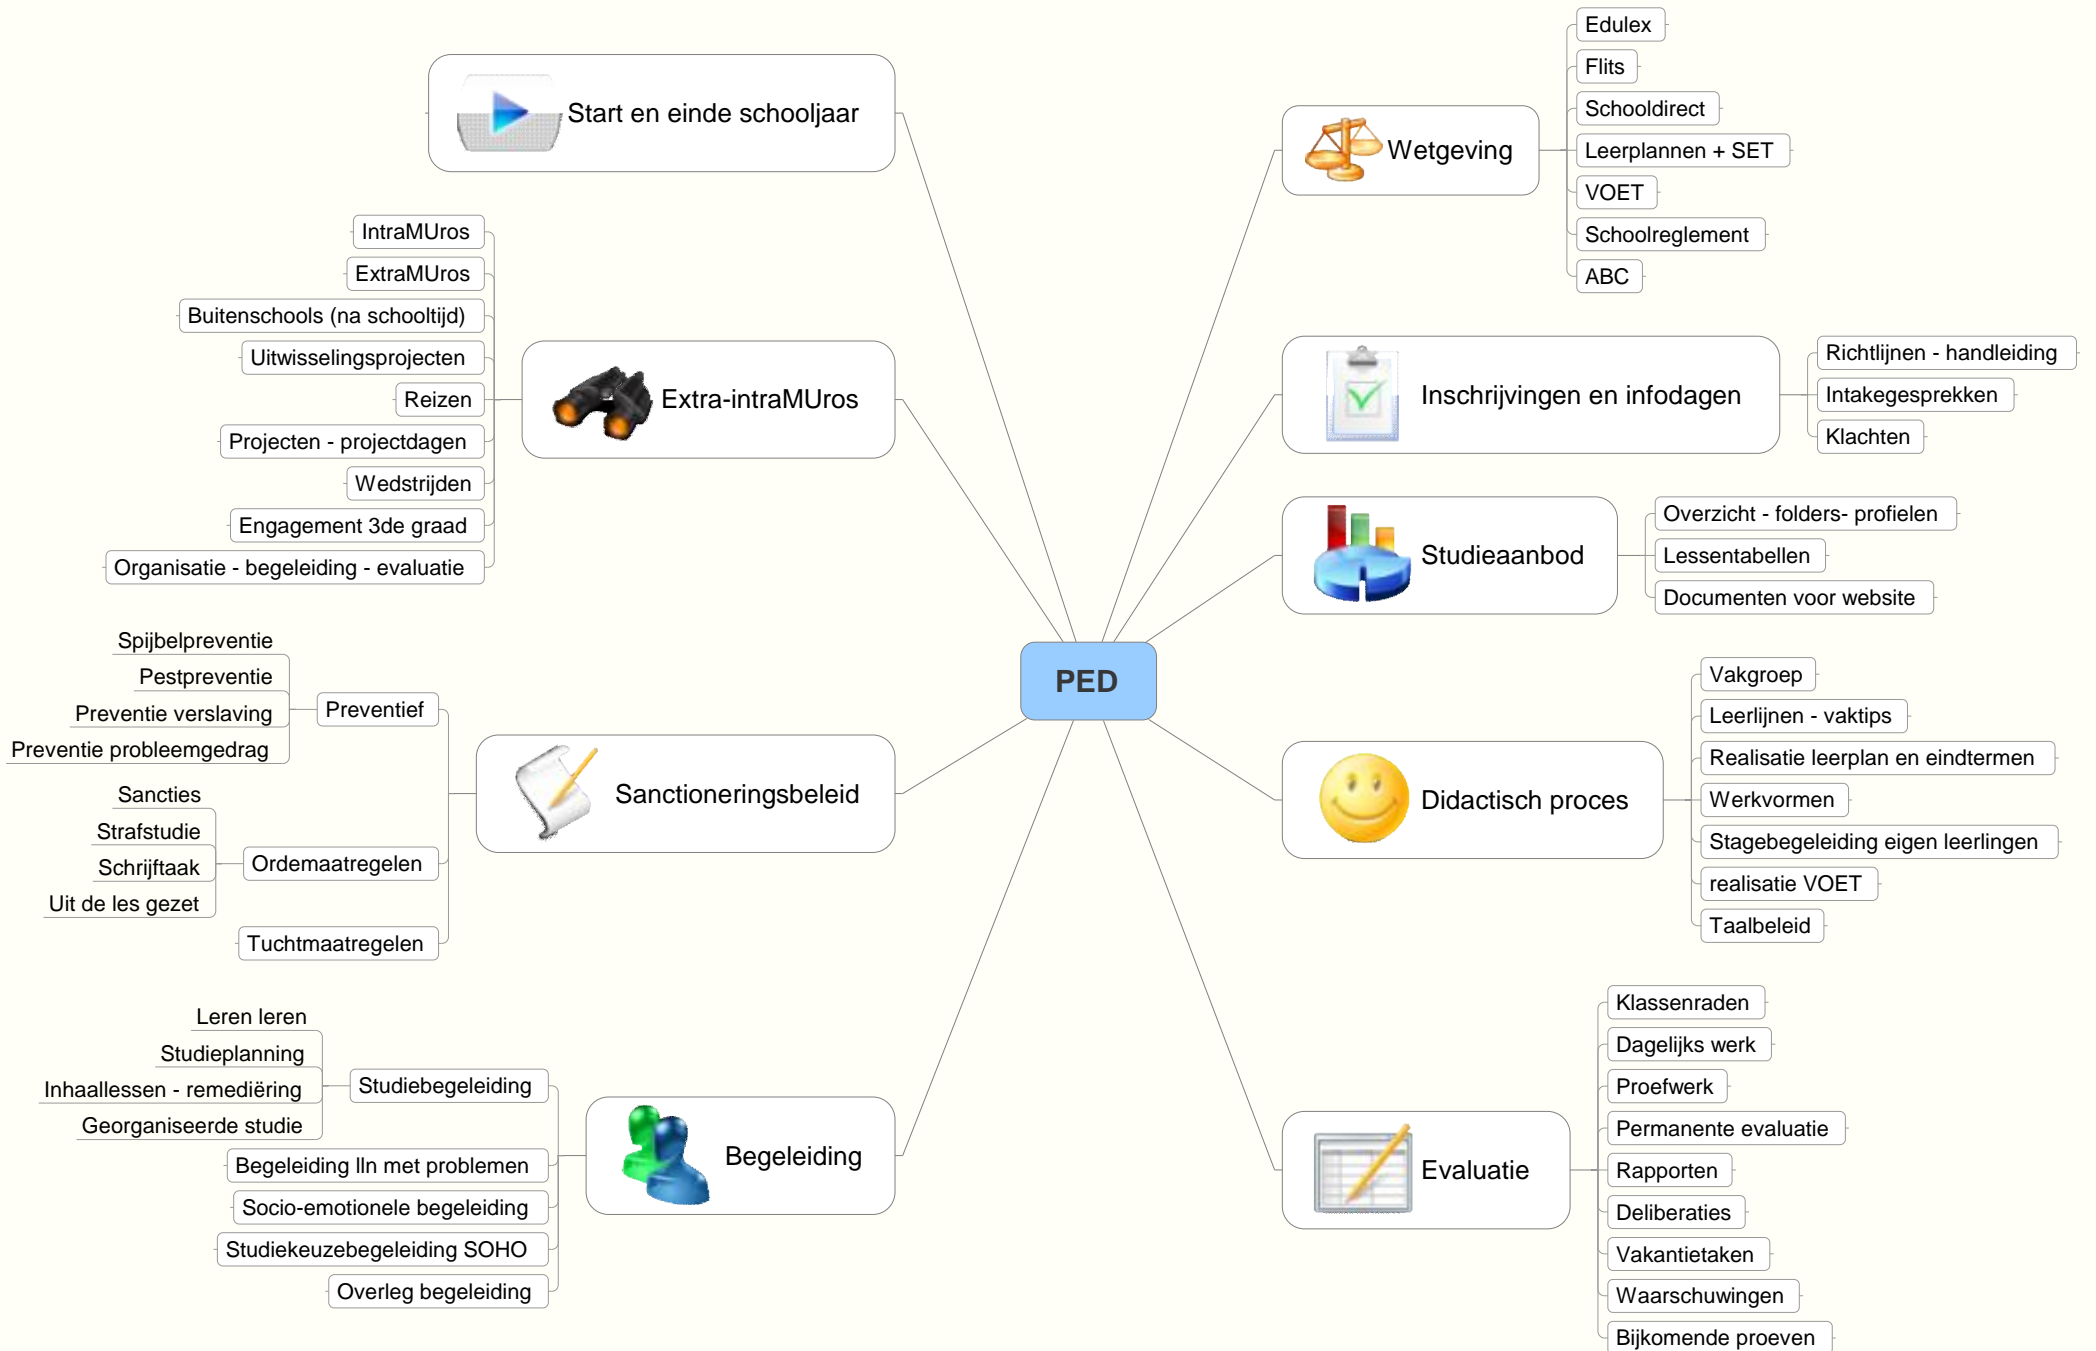 PED
Wetgeving
Edulex
Flits
Schooldirect
Leerplannen + SET
VOET
Schoolreglement
ABC
Inschrijvingen en infodagen
Richtlijnen - handleiding
Intakegesprekken
Klachten
Studieaanbod
Overzicht - folders- profielen
Lessentabellen
Documenten voor website
Didactisch proces
Vakgroep
Leerlijnen - vaktips
Realisatie leerplan en eindtermen
Werkvormen
Stagebegeleiding eigen leerlingen
realisatie VOET
Taalbeleid
Evaluatie
Klassenraden
Dagelijks werk
Proefwerk
Permanente evaluatie
Rapporten
Deliberaties
Vakantietaken
Waarschuwingen
Bijkomende proeven
Start en einde schooljaar
Extra-intraMUros
IntraMUros
ExtraMUros
Buitenschools (na schooltijd)
Uitwisselingsprojecten
Reizen
Projecten - projectdagen
Wedstrijden
Engagement 3de graad
Organisatie - begeleiding - evaluatie
Sanctioneringsbeleid
Preventief
Spijbelpreventie
Pestpreventie
Preventie verslaving
Preventie probleemgedrag
Ordemaatregelen
Sancties
Strafstudie
Schrijftaak
Uit de les gezet
Tuchtmaatregelen
Begeleiding
Studiebegeleiding
Leren leren
Studieplanning
Inhaallessen - remediëring
Georganiseerde studie
Begeleiding lln met problemen
Socio-emotionele begeleiding
Studiekeuzebegeleiding SOHO
Overleg begeleiding